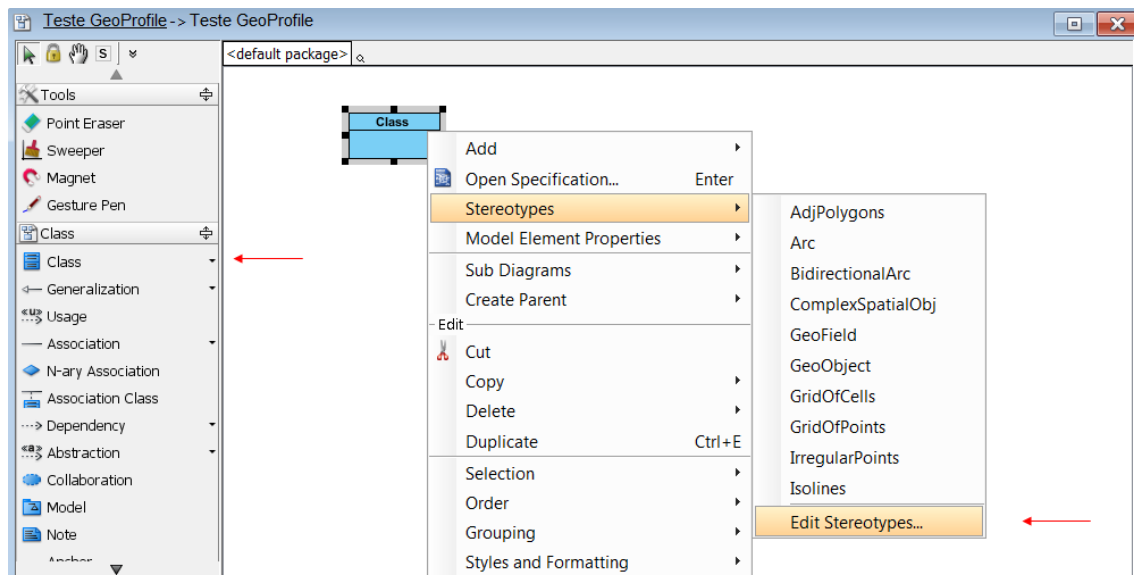 Teste GeoProfile -> Teste GeoProfile
S
<default package>
Tools
Point Eraser
Sweeper
Magnet
Gesture Pen
Class
Class
Generalization
<<u>> Usage
Association
N-ary Association
Association Class
Dependency
<<a>> Abstraction
Collaboration
Model
Note
Anchor
Class
Add
Open Specification... Enter
Stereotypes
Model Element Properties
Sub Diagrams
Create Parent
Edit
Cut
Copy
Delete
Duplicate Ctrl+E
Selection
Order
Grouping
Styles and Formatting
AdjPolygons
Arc
BidirectionalArc
ComplexSpatialObj
GeoField
GeoObject
GridOfCells
GridOfPoints
IrregularPoints
Isolines
Edit Stereotypes...